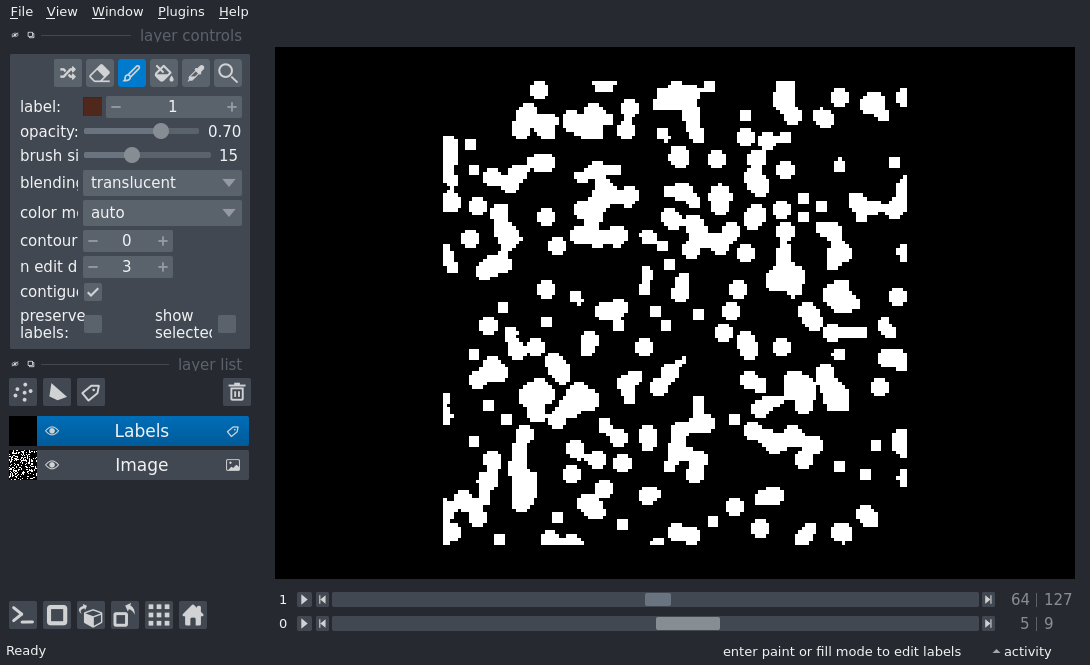 File View Window Plugins Help
layer controls
label: 1
opacity: 0.70
brush si 15
blending translucent
color m auto
contour 0
n edit d 3
contigu
preserve labels: show selected
layer list
Labels
Image
1 64 | 127
0 5 | 9
Ready enter paint or fill mode to edit labels activity